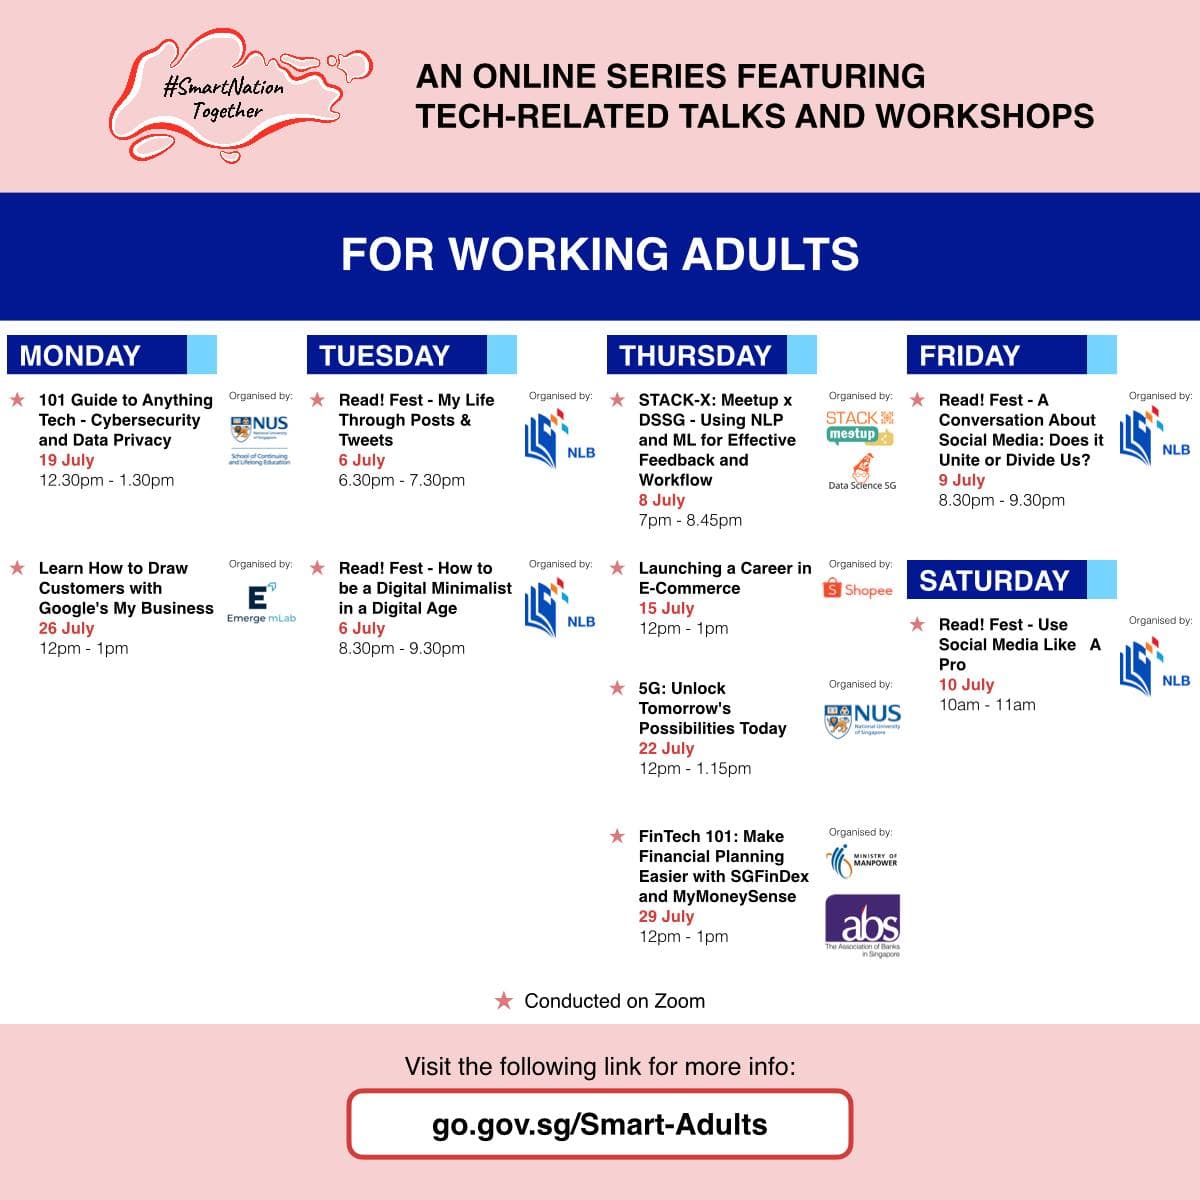 #SmartNation
Together
AN ONLINE SERIES FEATURING
TECH-RELATED TALKS AND WORKSHOPS
FOR WORKING ADULTS
MONDAY
101 Guide to Anything
Tech - Cybersecurity
and Data Privacy
19 July
12.30pm - 1.30pm
Organised by:
NUS
National University
of Singapore
School of Continuing
and Lifelong Education
Learn How to Draw
Customers with
Google's My Business
26 July
12pm - 1pm
Organised by:
E
Emerge mLab
TUESDAY
Read! Fest - My Life
Through Posts &
Tweets
6 July
6.30pm - 7.30pm
Organised by:
NLB
Read! Fest - How to
be a Digital Minimalist
in a Digital Age
6 July
8.30pm - 9.30pm
Organised by:
NLB
THURSDAY
STACK-X: Meetup x
DSSG - Using NLP
and ML for Effective
Feedback and
Workflow
8 July
7pm - 8.45pm
Organised by:
STACK
meetup
Data Science SG
Launching a Career in
E-Commerce
15 July
12pm - 1pm
Organised by:
S Shopee
5G: Unlock
Tomorrow's
Possibilities Today
22 July
12pm - 1.15pm
Organised by:
NUS
National University
of Singapore
FinTech 101: Make
Financial Planning
Easier with SGFinDex
and MyMoneySense
29 July
12pm - 1pm
Organised by:
MINISTRY OF
MANPOWER
abs
The Association of Banks
in Singapore
FRIDAY
Read! Fest - A
Conversation About
Social Media: Does it
Unite or Divide Us?
9 July
8.30pm - 9.30pm
Organised by:
NLB
SATURDAY
Read! Fest - Use
Social Media Like A
Pro
10 July
10am - 11am
Organised by:
NLB
Conducted on Zoom
Visit the following link for more info:
go.gov.sg/Smart-Adults